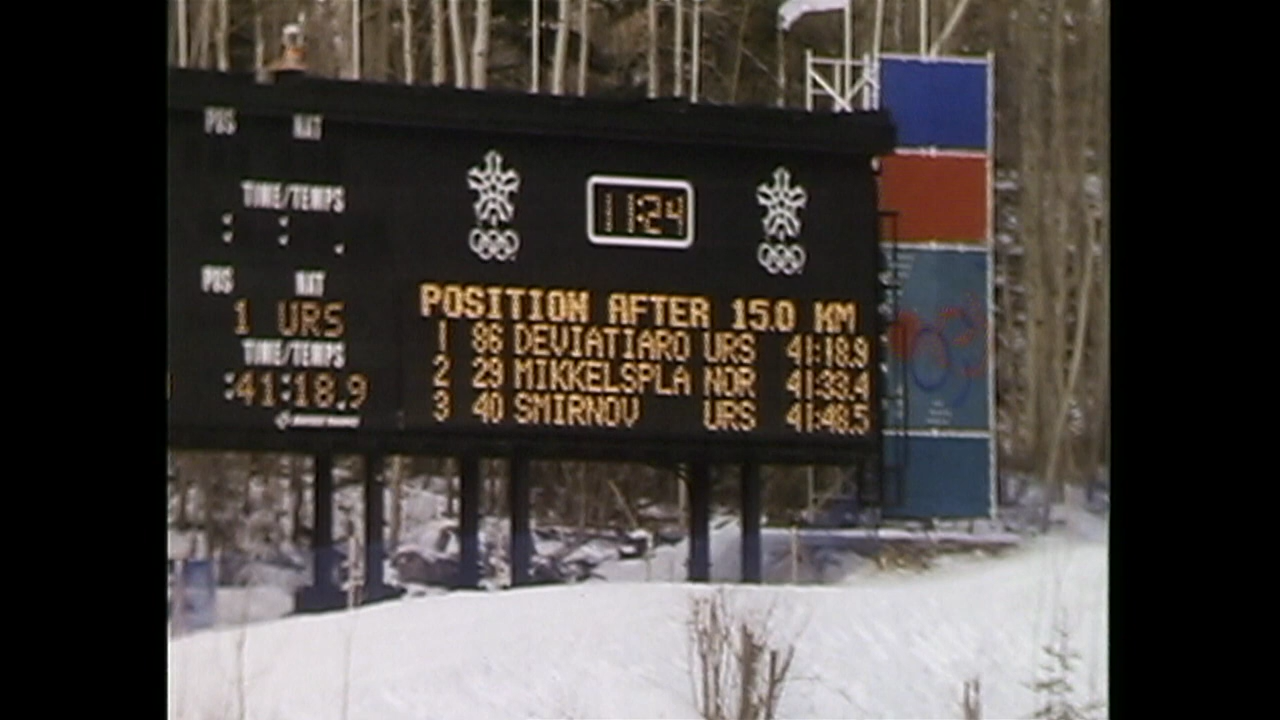 PBS NAT
TIME/TEMPS
: : .
PBS NAT
1 URS
TIME/TEMPS
:41:18.9
11:24
POSITION AFTER 15.0 KM
1 86 DEVIATIARO URS 41:18.9
2 29 MIKKELSPLA NOR 41:33.4
3 40 SMIRNOV URS 41:48.5